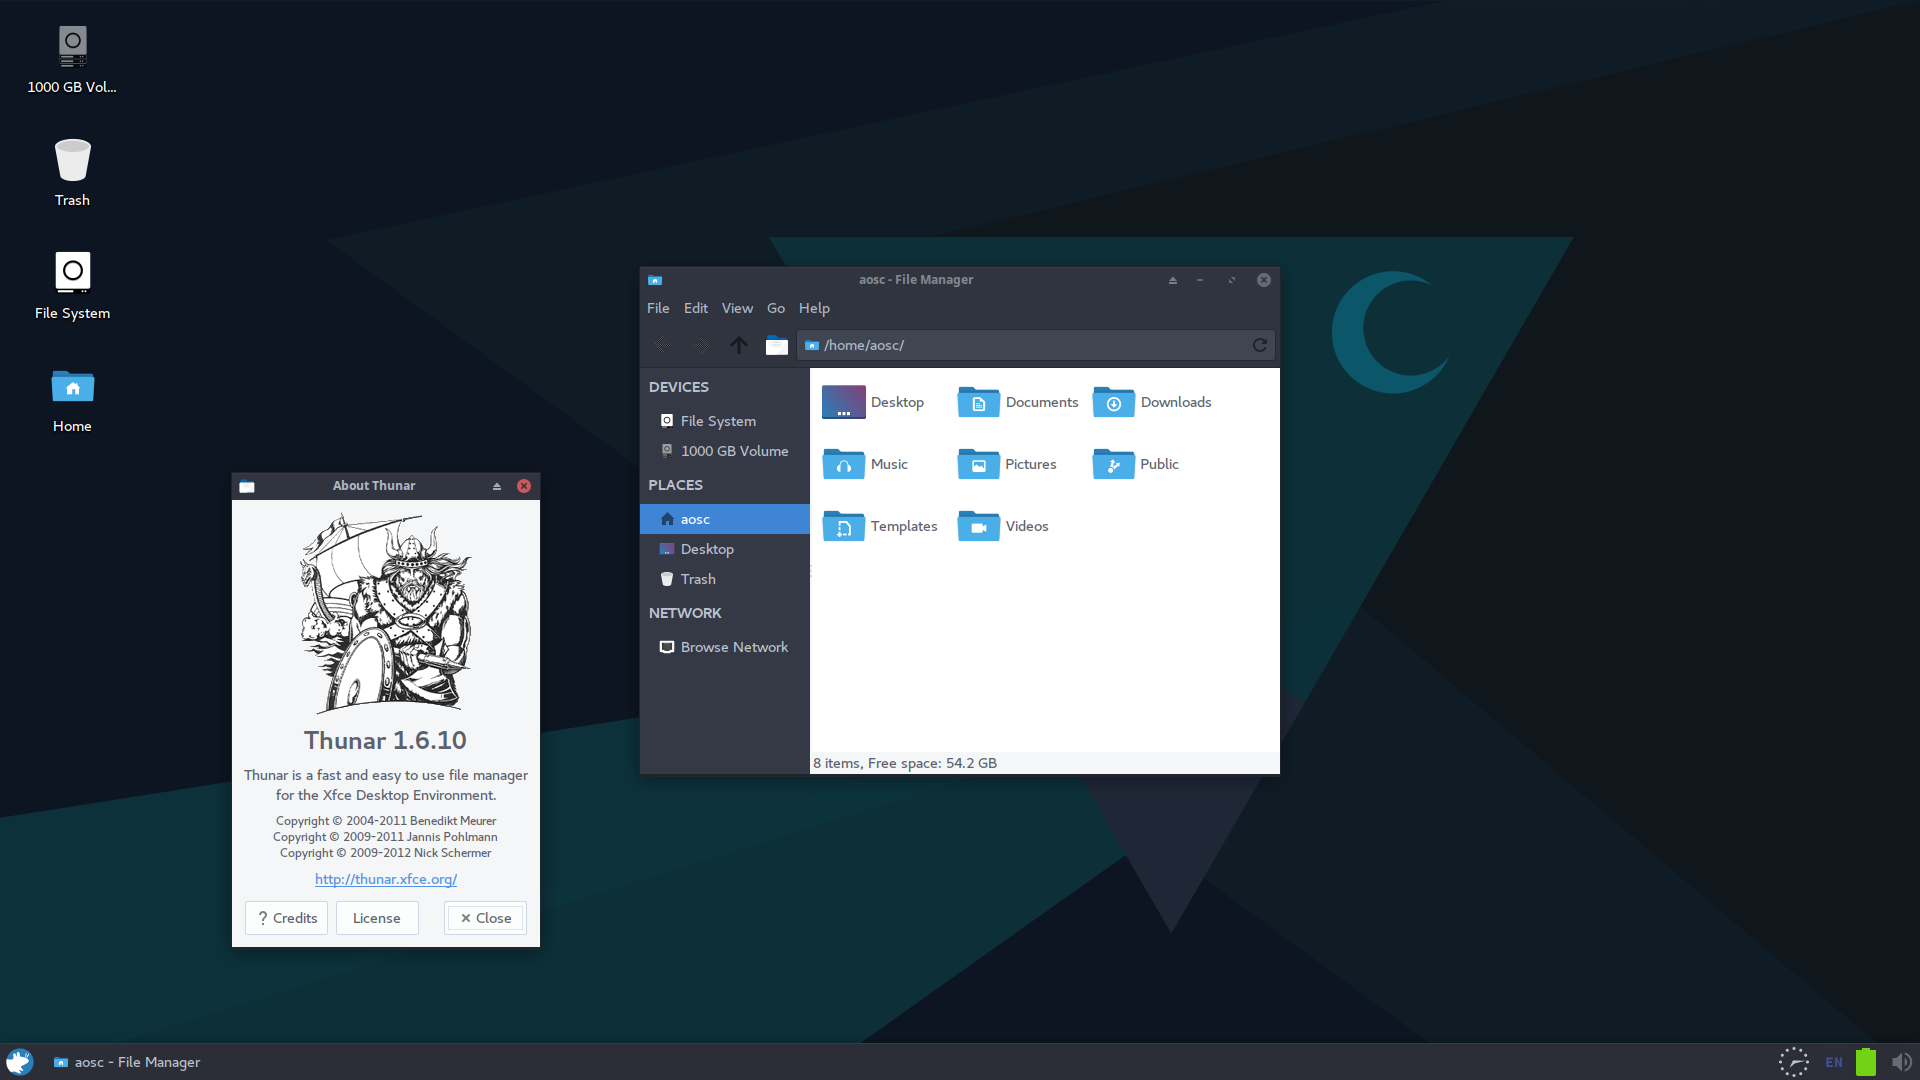 1000 GB Vol...
Trash
File System
Home
aosc - File Manager
File Edit View Go Help
/home/aosc/
DEVICES
File System
1000 GB Volume
PLACES
aosc
Desktop
Trash
NETWORK
Browse Network
Desktop Documents Downloads
Music Pictures Public
Templates Videos
8 items, Free space: 54.2 GB
About Thunar
Thunar 1.6.10
Thunar is a fast and easy to use file manager
for the Xfce Desktop Environment.
Copyright © 2004-2011 Benedikt Meurer
Copyright © 2009-2011 Jannis Pohlmann
Copyright © 2009-2012 Nick Schermer
http://thunar.xfce.org/
? Credits License × Close
aosc - File Manager
EN